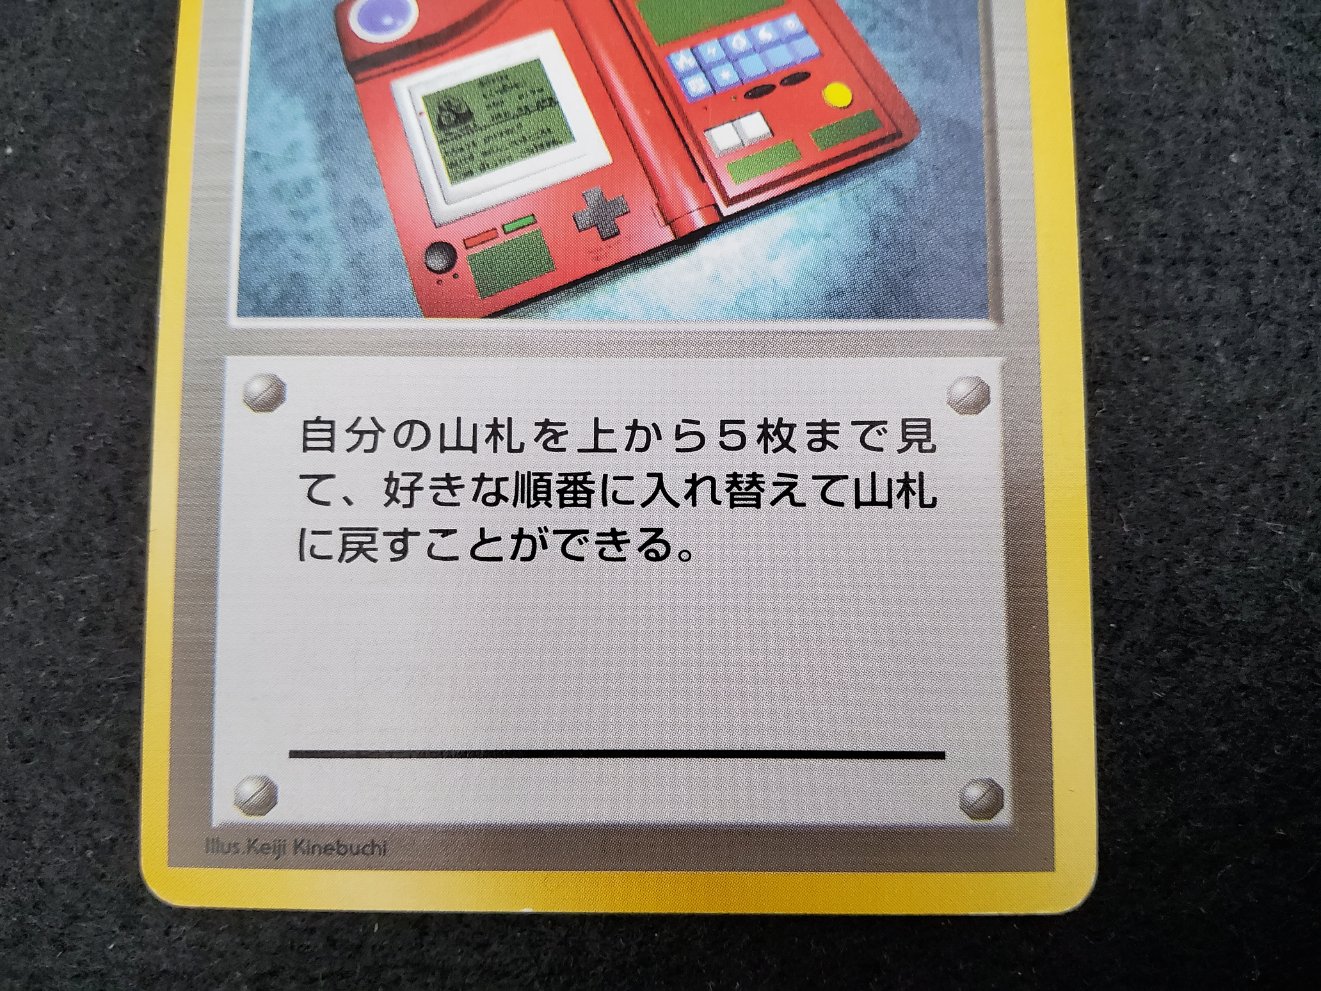 自分の山札を上から５枚まで見
て、好きな順番に入れ替えて山札
に戻すことができる。
Illus. Keiji Kinebuchi